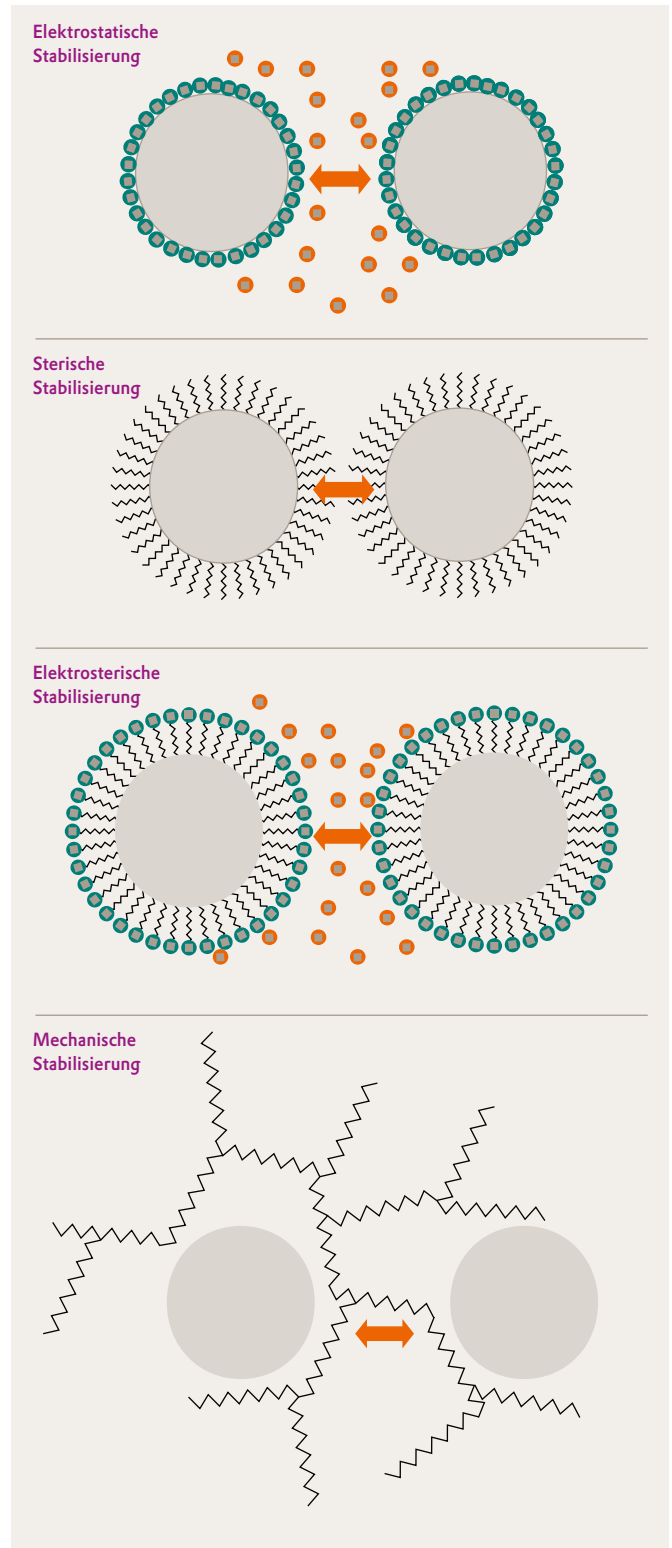 Elektrostatische
Stabilisierung
Sterische
Stabilisierung
Elektrosterische
Stabilisierung
Mechanische
Stabilisierung